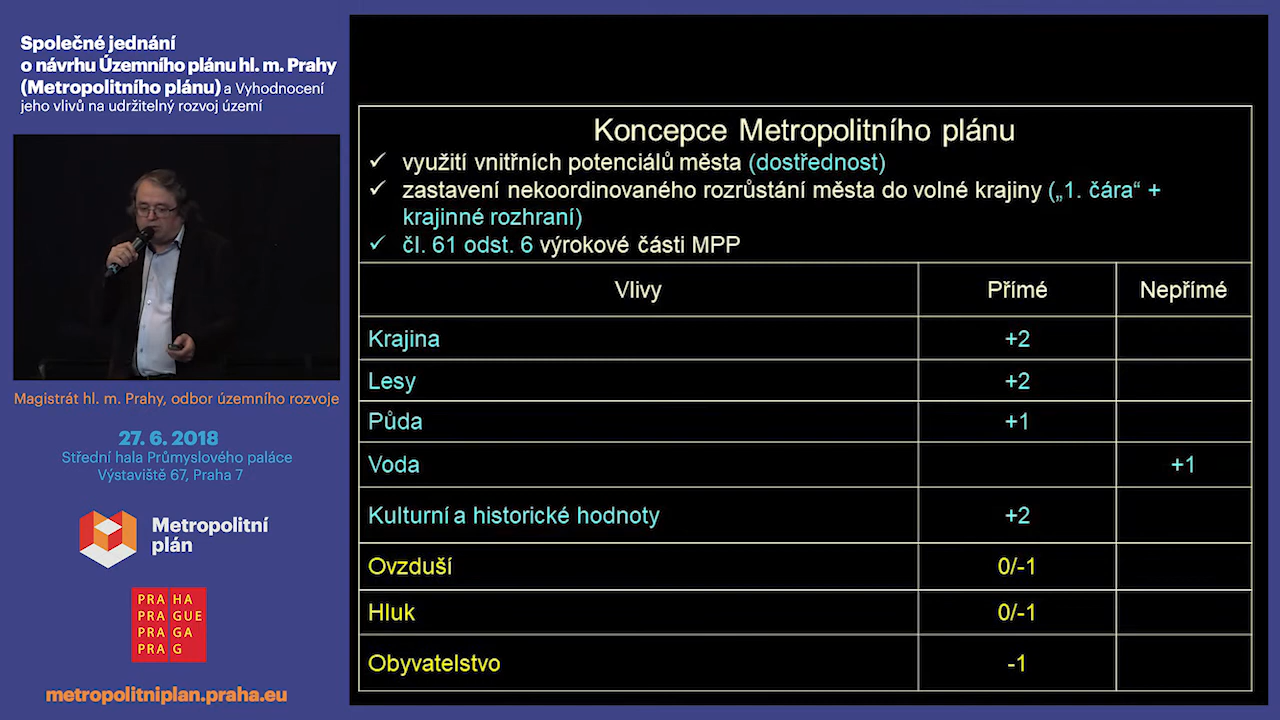 Společné jednání
o návrhu Územního plánu hl. m. Prahy
(Metropolitního plánu) a Vyhodnocení
jeho vlivů na udržitelný rozvoj území
Magistrát hl. m. Prahy, odbor územního rozvoje
27. 6. 2018
Střední hala Průmyslového paláce
Výstaviště 67, Praha 7
Metropolitní
plán
PRA HA
PRA GUE
PRA GA
PRA G
metropolitniplan.praha.eu
Koncepce Metropolitního plánu
✓ využití vnitřních potenciálů města (dostřednost)
✓ zastavení nekoordinovaného rozrůstání města do volné krajiny („1. čára“ +
krajinné rozhraní)
✓ čl. 61 odst. 6 výrokové části MPP
Vlivy Přímé Nepřímé
Krajina +2
Lesy +2
Půda +1
Voda +1
Kulturní a historické hodnoty +2
Ovzduší 0/-1
Hluk 0/-1
Obyvatelstvo -1